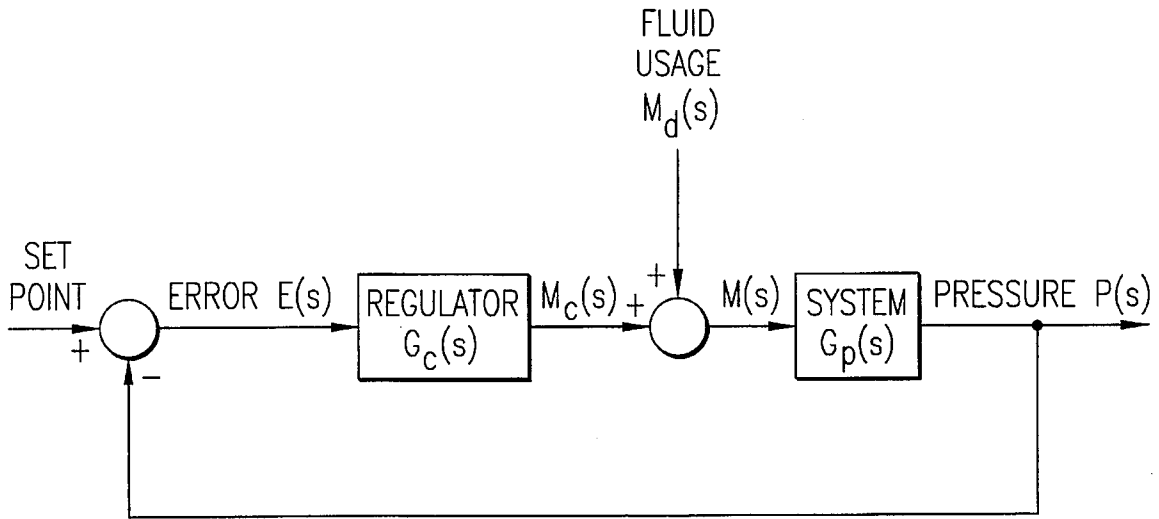 FLUID
USAGE
M_d(s)
SET
POINT
+
−
ERROR E(s)
REGULATOR
G_c(s)
M_c(s)
+
+
M(s)
SYSTEM
G_p(s)
PRESSURE P(s)